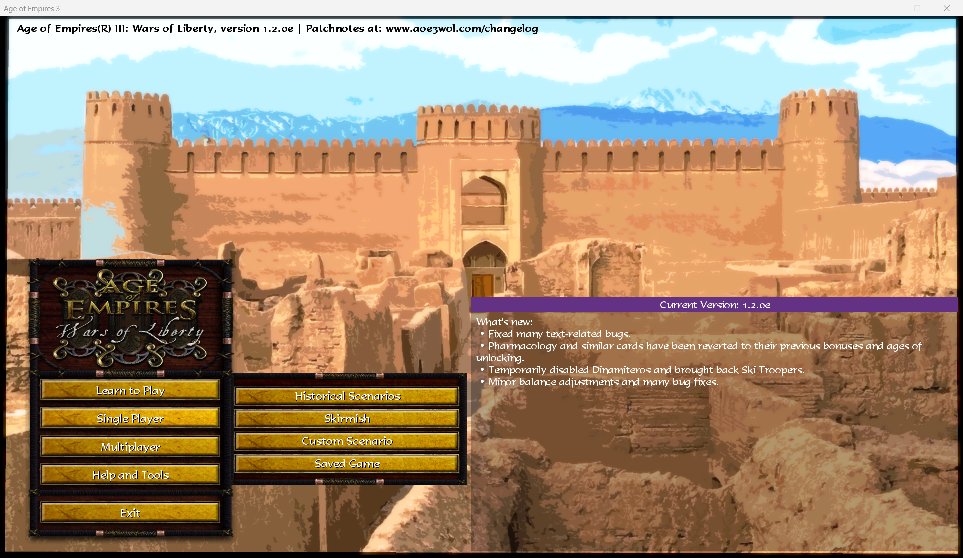 Age of Empires 3
Age of Empires(R) III: Wars of Liberty, version 1.2.0e | Patchnotes at: www.aoe3wol.com/changelog
AGE
of
EMPIRES
Wars of Liberty
Learn to Play
Single Player
Multiplayer
Help and Tools
Exit
Historical Scenarios
Skirmish
Custom Scenario
Saved Game
Current Version: 1.2.0e
What's new:
• Fixed many text-related bugs.
• Pharmacology and similar cards have been reverted to their previous bonuses and ages of
unlocking.
• Temporarily disabled Dinamiteros and brought back Ski Troopers.
• Minor balance adjustments and many bug fixes.